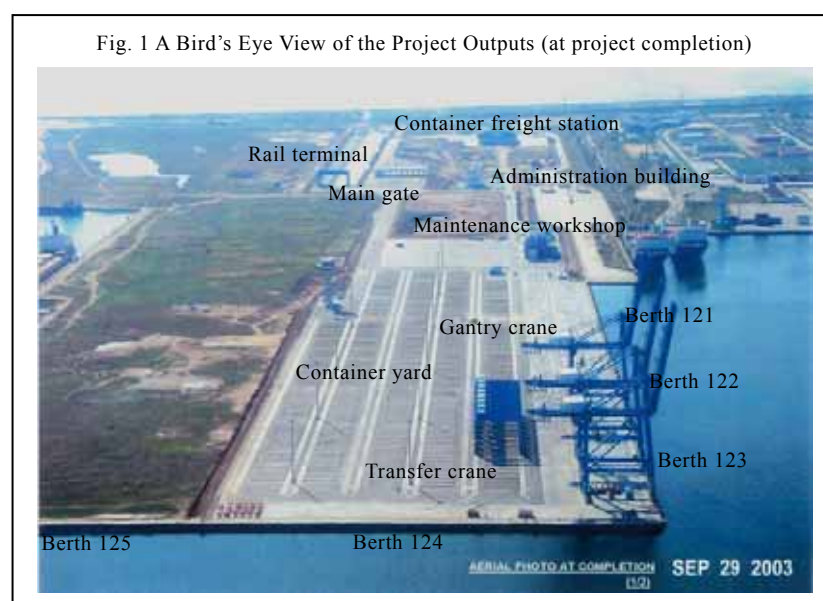 Fig. 1 A Bird's Eye View of the Project Outputs (at project completion)
Container freight station
Rail terminal
Administration building
Main gate
Maintenance workshop
Berth 121
Gantry crane
Container yard
Berth 122
Berth 123
Transfer crane
Berth 125
Berth 124
AERIAL PHOTO AT COMPLETION
(1/2)
SEP 29 2003